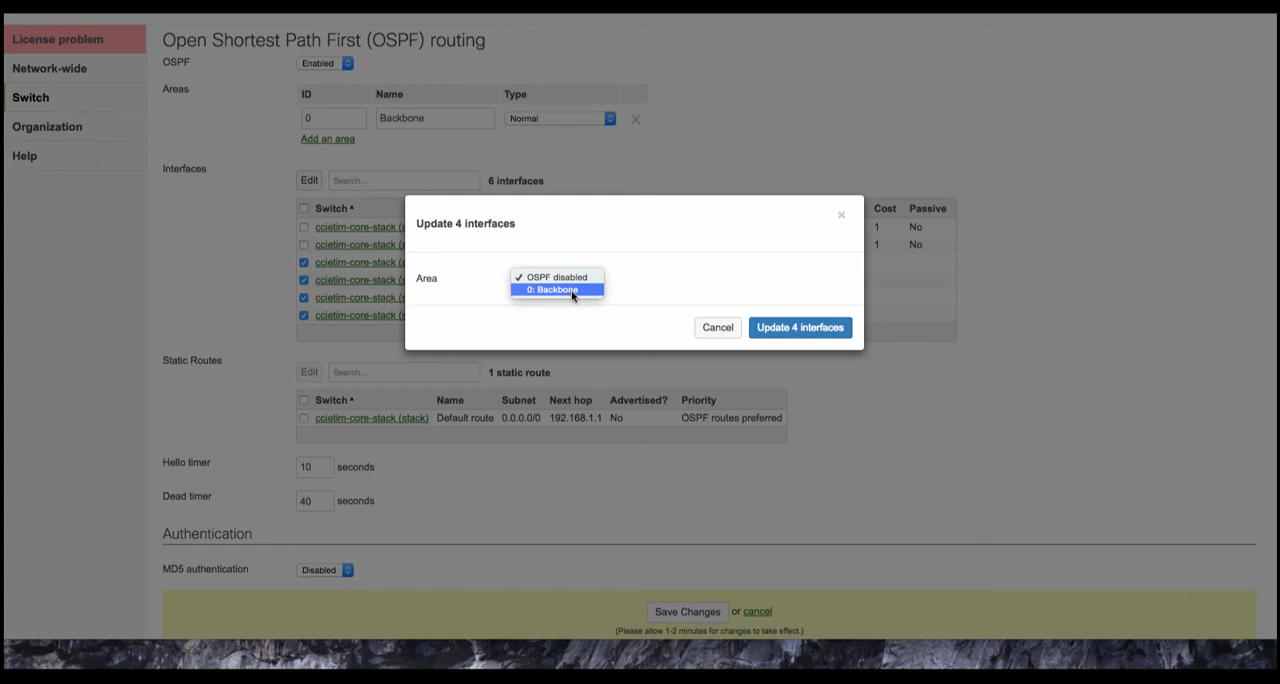 License problem
Network-wide
Switch
Organization
Help
Open Shortest Path First (OSPF) routing
OSPF
Enabled
Areas
ID Name Type
0 Backbone Normal
Add an area
Interfaces
Edit Search... 6 interfaces
Switch Cost Passive
ccietim-core-stack (s 1 No
ccietim-core-stack (s 1 No
ccietim-core-stack (s
ccietim-core-stack (s
ccietim-core-stack (s
ccietim-core-stack (s
Update 4 interfaces
Area
✓ OSPF disabled
0: Backbone
Cancel Update 4 interfaces
Static Routes
Edit Search... 1 static route
Switch Name Subnet Next hop Advertised? Priority
ccietim-core-stack (stack) Default route 0.0.0.0/0 192.168.1.1 No OSPF routes preferred
Hello timer
10 seconds
Dead timer
40 seconds
Authentication
MD5 authentication
Disabled
Save Changes or cancel
(Please allow 1-2 minutes for changes to take effect.)